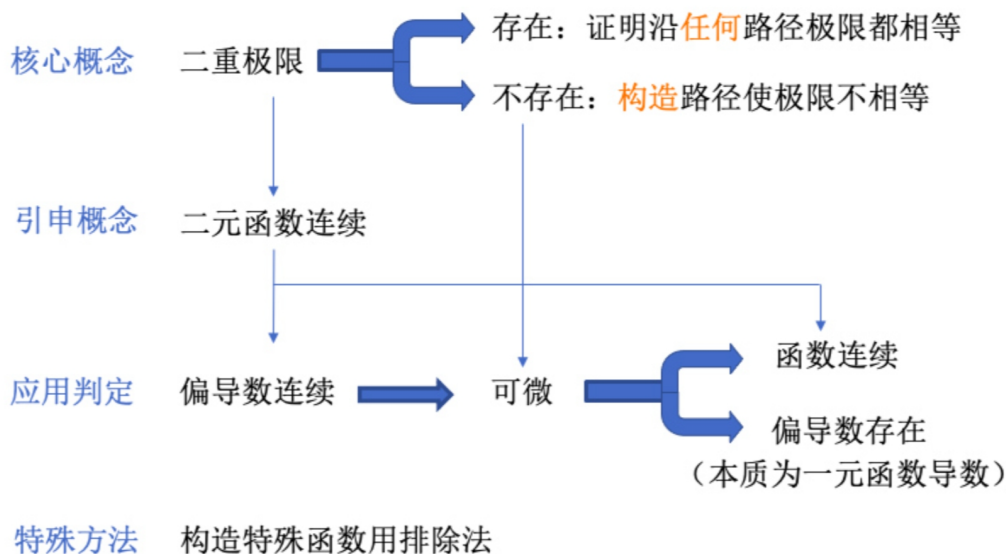 存在：证明沿任何路径极限都相等
核心概念 二重极限
不存在：构造路径使极限不相等
引申概念 二元函数连续
函数连续
应用判定 偏导数连续 可微
偏导数存在
（本质为一元函数导数）
特殊方法 构造特殊函数用排除法